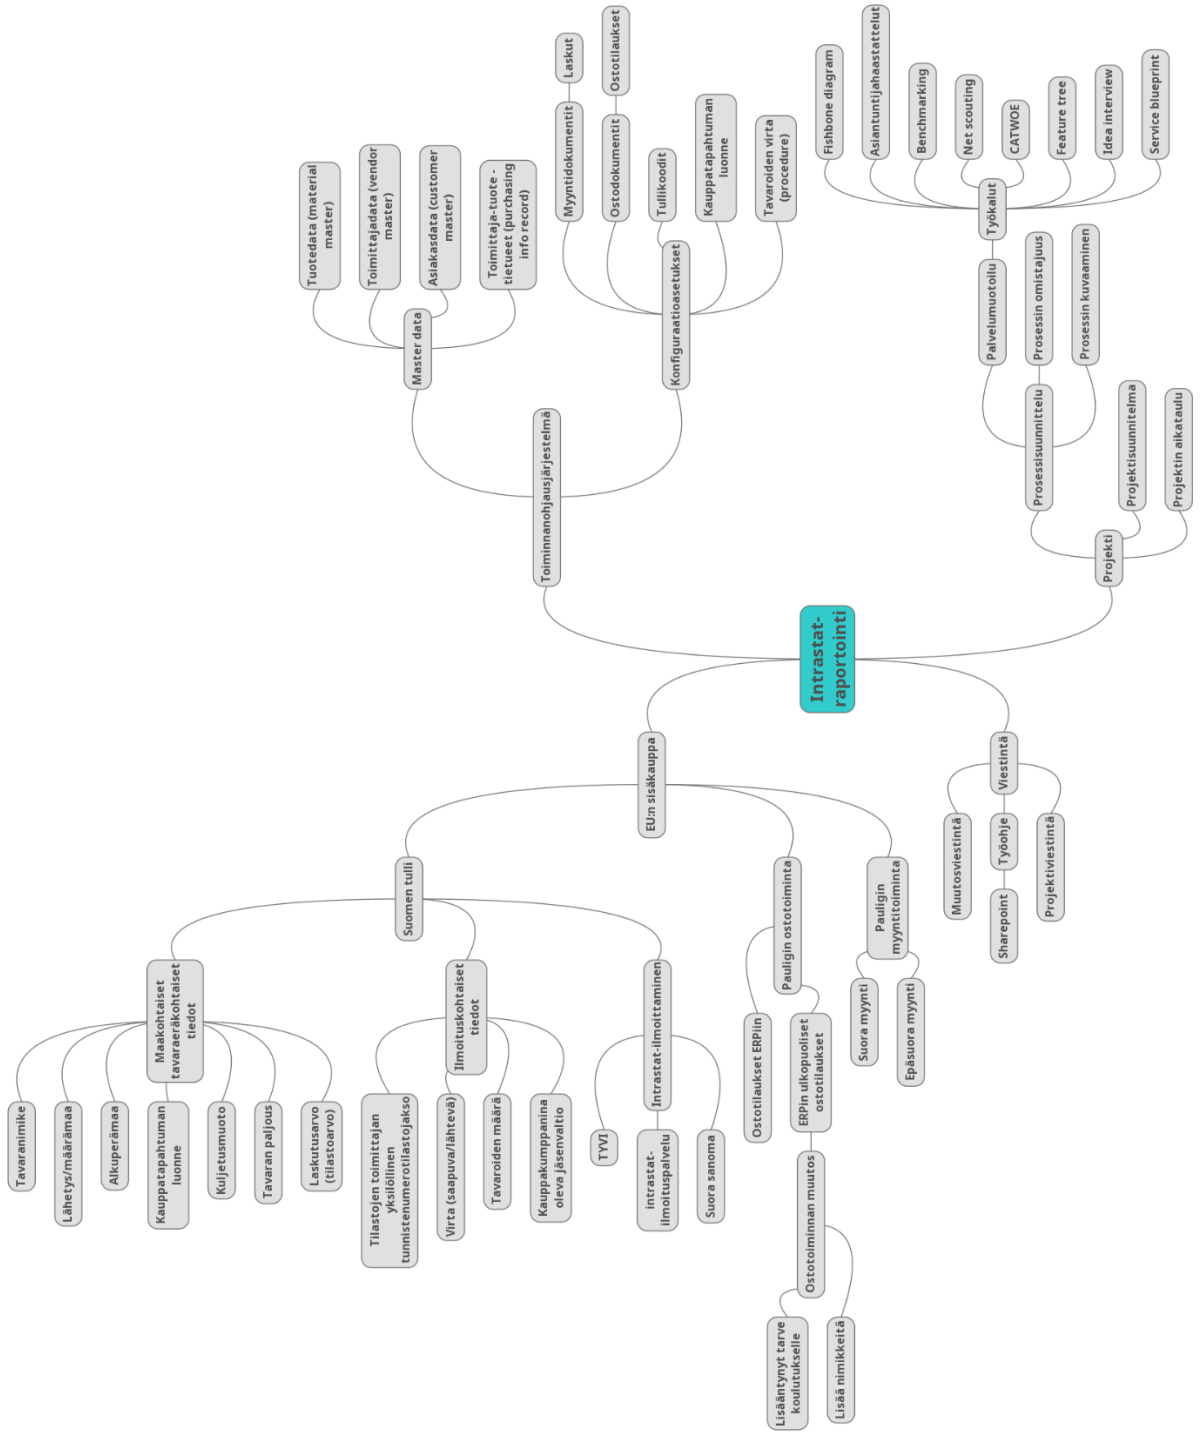 Intrastat-
raportointi
Toiminnanohjausjärjestelmä
Master data
Tuotedata (material
master)
Toimittajadata (vendor
master)
Asiakasdata (customer
master)
Toimittaja-tuote -
tietueet (purchasing
info record)
Konfiguraatioasetukset
Myyntidokumentit
Laskut
Ostodokumentit
Ostotilaukset
Tullikoodit
Kauppatapahtuman
luonne
Tavaroiden virta
(procedure)
Projekti
Prosessisuunnittelu
Palvelumuotoilu
Työkalut
Fishbone diagram
Asiantuntijahaastattelut
Benchmarking
Net scouting
CATWOE
Feature tree
Idea interview
Service blueprint
Prosessin omistajuus
Prosessin kuvaaminen
Projektisuunnitelma
Projektin aikataulu
EU:n sisäkauppa
Suomen tulli
Maakohtaiset
tavaraeräkohtaiset
tiedot
Tavaranimike
Lähetys/määrämaa
Alkuperämaa
Kauppatapahtuman
luonne
Kuljetusmuoto
Tavaran paljous
Laskutusarvo
(tilastoarvo)
Ilmoituskohtaiset
tiedot
Tilastojen toimittajan
yksilöllinen
tunnistenumerotilastojakso
Virta (saapuva/lähtevä)
Tavaroiden määrä
Kauppakumppanina
oleva jäsenvaltio
Intrastat-ilmoittaminen
TYVI
intrastat-
ilmoituspalvelu
Suora sanoma
Pauligin ostotoiminta
Ostotilaukset ERPiin
ERPin ulkopuoliset
ostotilaukset
Ostotoiminnan muutos
Lisääntynyt tarve
koulutukselle
Lisää nimikkeitä
Pauligin
myyntitoiminta
Suora myynti
Epäsuora myynti
Viestintä
Muutosviestintä
Työohje
Sharepoint
Projektiviestintä